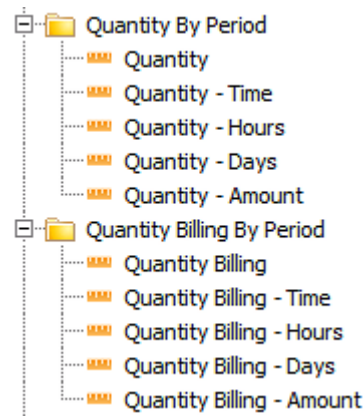 Quantity By Period
Quantity
Quantity - Time
Quantity - Hours
Quantity - Days
Quantity - Amount
Quantity Billing By Period
Quantity Billing
Quantity Billing - Time
Quantity Billing - Hours
Quantity Billing - Days
Quantity Billing - Amount